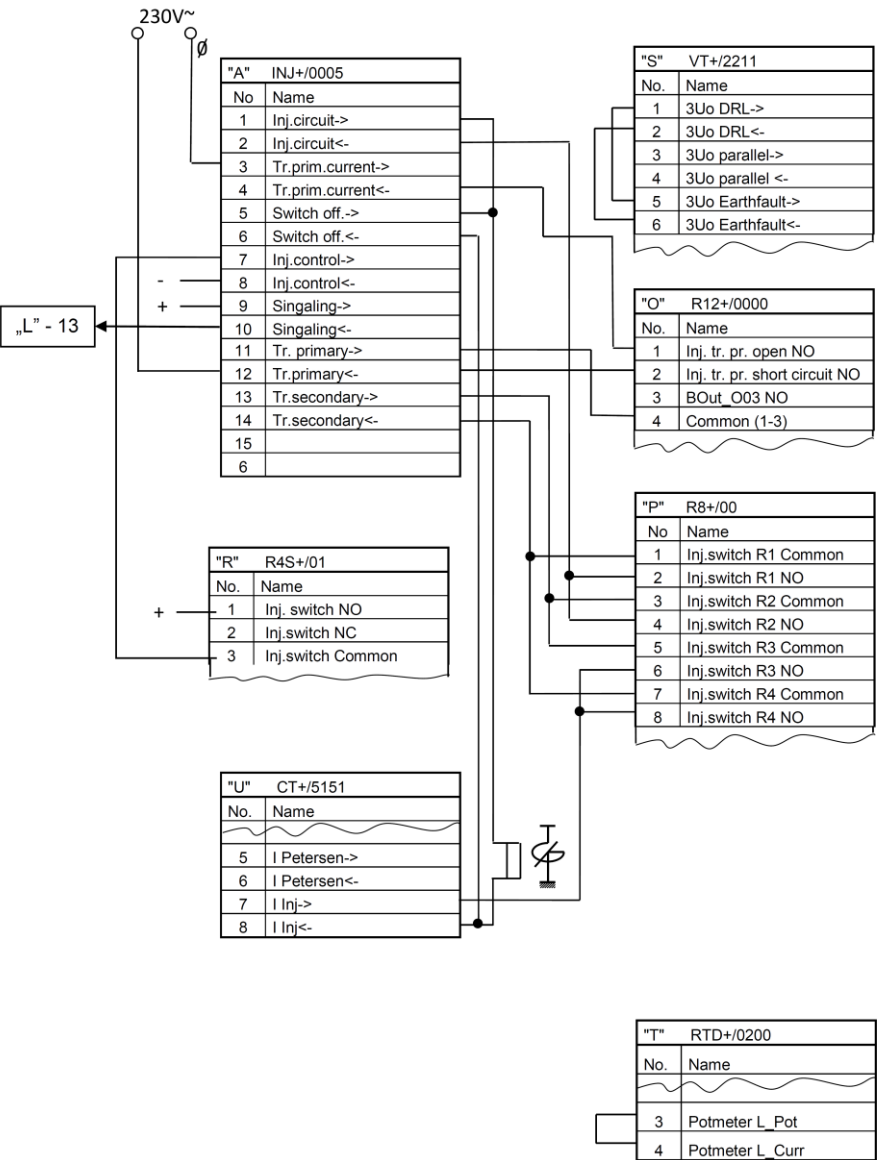 230V~
Ø
"A" INJ+/0005
No Name
1 Inj.circuit->
2 Inj.circuit<-
3 Tr.prim.current->
4 Tr.prim.current<-
5 Switch off.->
6 Switch off.<-
7 Inj.control->
8 Inj.control<-
9 Singaling->
10 Singaling<-
11 Tr. primary->
12 Tr.primary<-
13 Tr.secondary->
14 Tr.secondary<-
15
6
-
+
„L” - 13
"S" VT+/2211
No. Name
1 3Uo DRL->
2 3Uo DRL<-
3 3Uo parallel->
4 3Uo parallel <-
5 3Uo Earthfault->
6 3Uo Earthfault<-
"O" R12+/0000
No. Name
1 Inj. tr. pr. open NO
2 Inj. tr. pr. short circuit NO
3 BOut_O03 NO
4 Common (1-3)
"P" R8+/00
No Name
1 Inj.switch R1 Common
2 Inj.switch R1 NO
3 Inj.switch R2 Common
4 Inj.switch R2 NO
5 Inj.switch R3 Common
6 Inj.switch R3 NO
7 Inj.switch R4 Common
8 Inj.switch R4 NO
"R" R4S+/01
No. Name
+
1 Inj. switch NO
2 Inj.switch NC
3 Inj.switch Common
"U" CT+/5151
No. Name
5 I Petersen->
6 I Petersen<-
7 I Inj->
8 I Inj<-
"T" RTD+/0200
No. Name
3 Potmeter L_Pot
4 Potmeter L_Curr